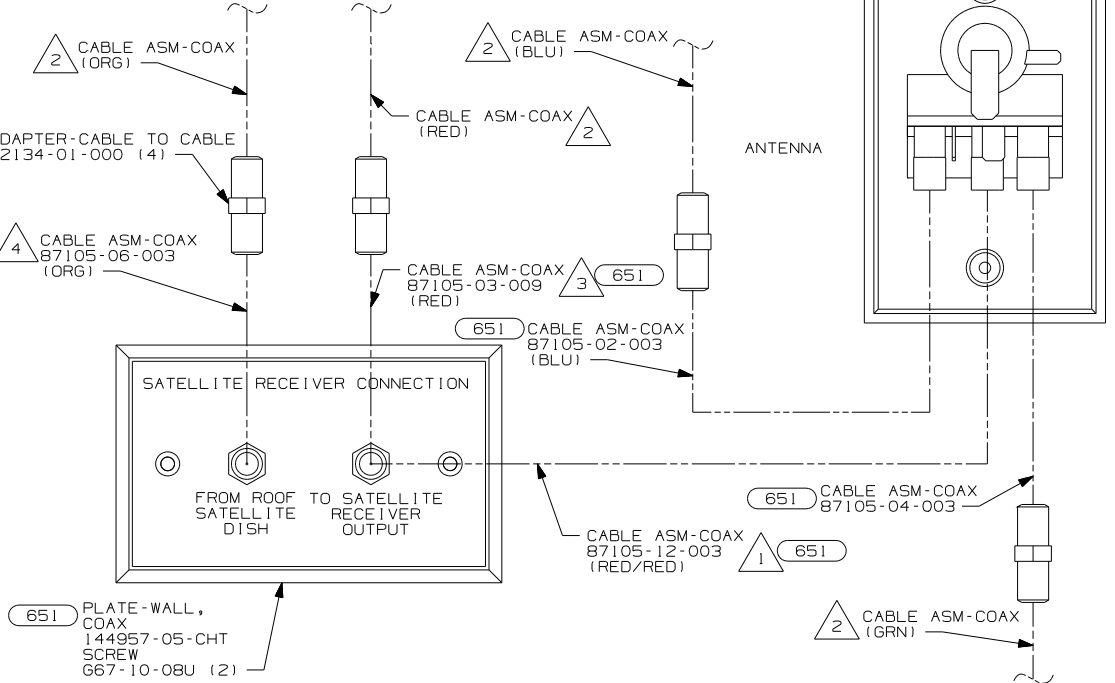 2 CABLE ASM-COAX
(ORG)
2 CABLE ASM-COAX
(BLU)
CABLE ASM-COAX
(RED) 2
DAPTER-CABLE TO CABLE
2134-01-000 (4)
ANTENNA
4 CABLE ASM-COAX
87105-06-003
(ORG)
CABLE ASM-COAX
87105-03-009
(RED)
3 651
651 CABLE ASM-COAX
87105-02-003
(BLU)
SATELLITE RECEIVER CONNECTION
FROM ROOF
SATELLITE
DISH
TO SATELLITE
RECEIVER
OUTPUT
651 CABLE ASM-COAX
87105-04-003
CABLE ASM-COAX
87105-12-003
(RED/RED)
1 651
651 PLATE-WALL,
COAX
144957-05-CHT
SCREW
G67-10-08U (2)
2 CABLE ASM-COAX
(GRN)